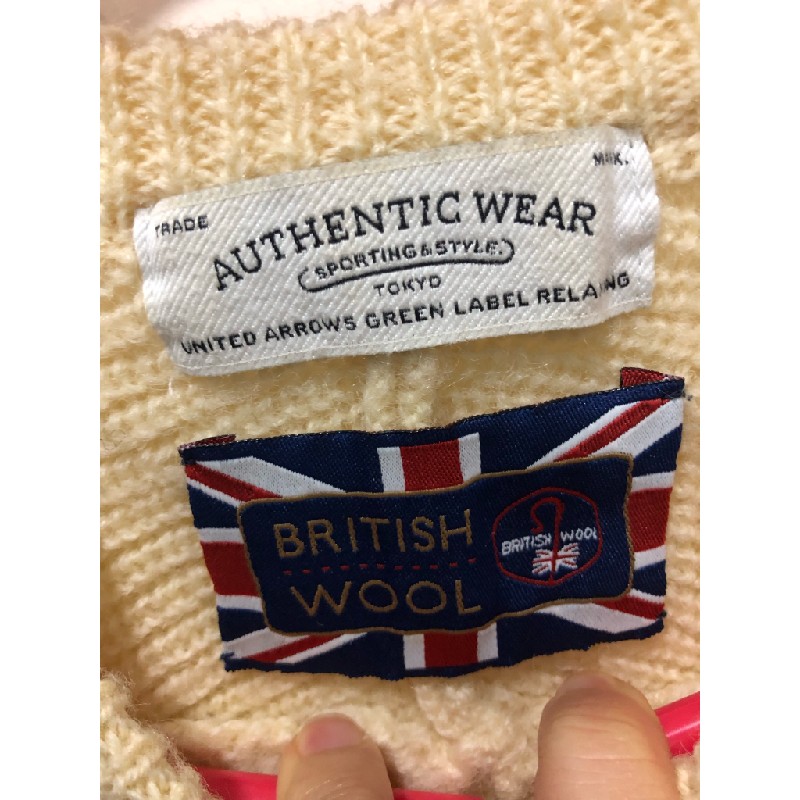 TRADE MARK.
AUTHENTIC WEAR
SPORTING & STYLE.
TOKYO
UNITED ARROWS GREEN LABEL RELAXING
BRITISH
WOOL
BRITISH WOOL